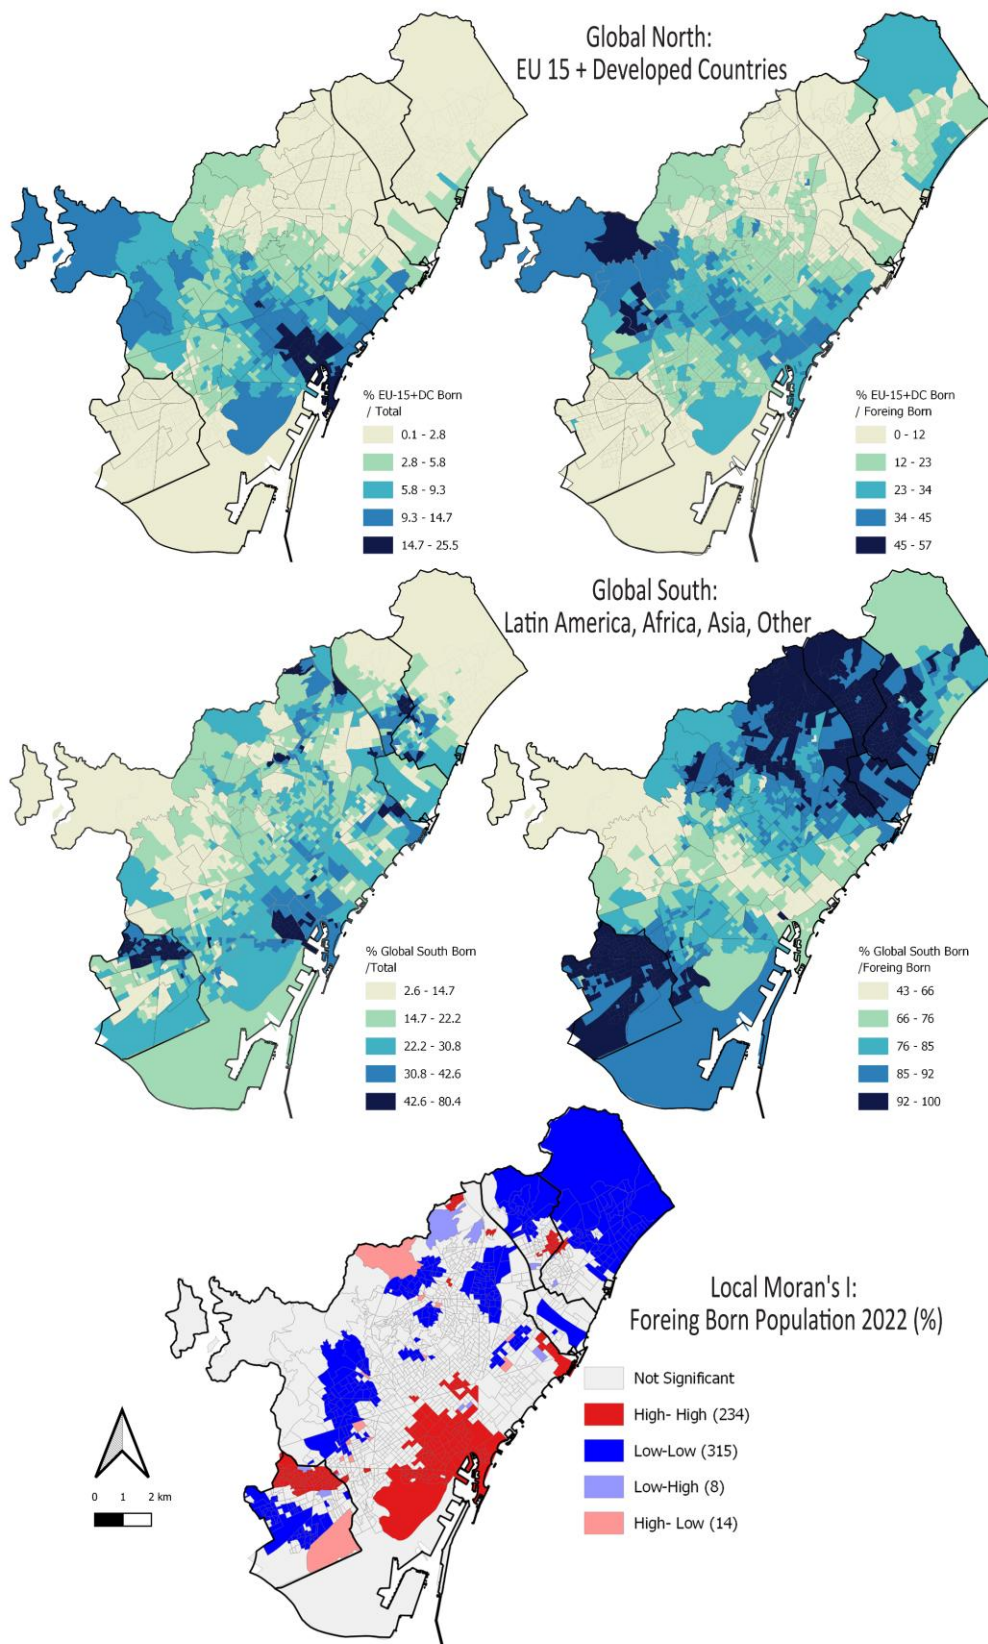 Global North:
EU 15 + Developed Countries
% EU-15+DC Born
/ Total
0.1 - 2.8
2.8 - 5.8
5.8 - 9.3
9.3 - 14.7
14.7 - 25.5
% EU-15+DC Born
/ Foreing Born
0 - 12
12 - 23
23 - 34
34 - 45
45 - 57
Global South:
Latin America, Africa, Asia, Other
% Global South Born
/Total
2.6 - 14.7
14.7 - 22.2
22.2 - 30.8
30.8 - 42.6
42.6 - 80.4
% Global South Born
/Foreing Born
43 - 66
66 - 76
76 - 85
85 - 92
92 - 100
Local Moran's I:
Foreing Born Population 2022 (%)
Not Significant
High- High (234)
Low-Low (315)
Low-High (8)
High- Low (14)
0 1 2 km